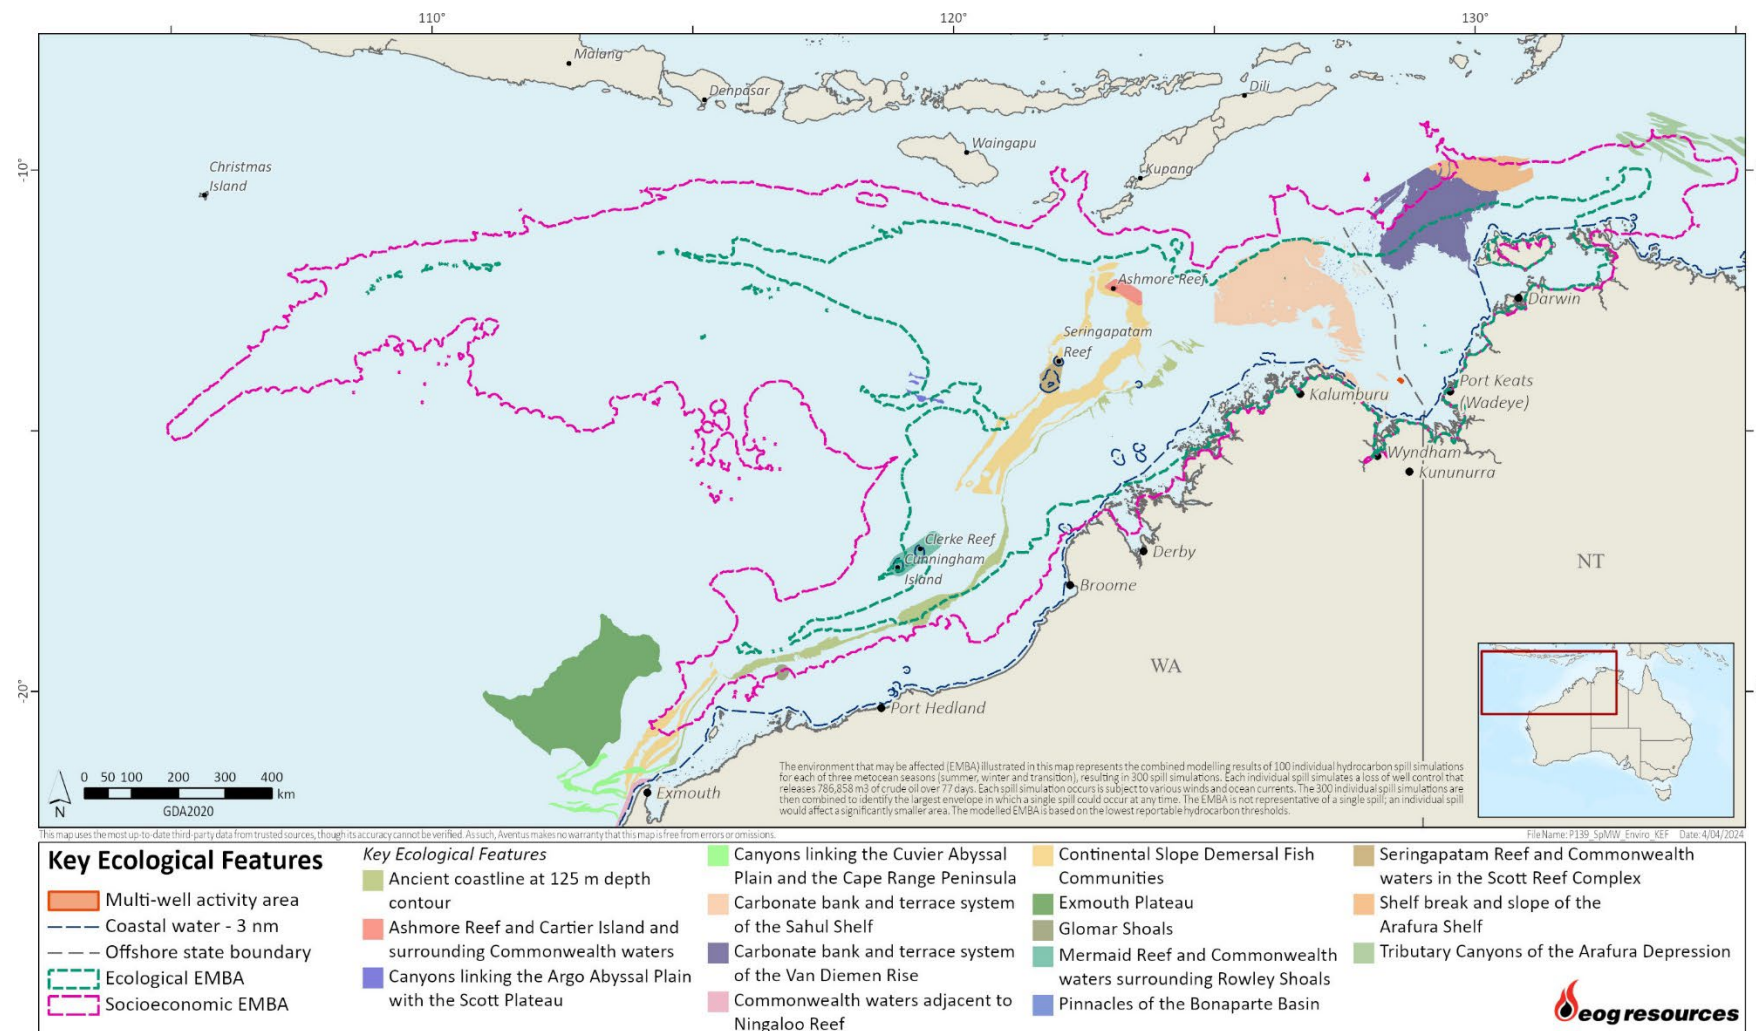 110°
120°
130°
-10°
-20°
Malang
Denpasar
Dili
Waingapu
Kupang
Christmas
Island
Ashmore Reef
Seringapatam
Reef
Darwin
Port Keats
(Wadeye)
Kalumburu
Wyndham
Kununurra
Clerke Reef
Cunningham
Island
Derby
Broome
NT
WA
Port Hedland
Exmouth
0 50 100 200 300 400
km
GDA2020
N
The environment that may be affected (EMBA) illustrated in this map represents the combined modelling results of 100 individual hydrocarbon spill simulations
for each of three metocean seasons (summer, winter and transition), resulting in 300 spill simulations. Each individual spill simulates a loss of well control that
releases 786,858 m3 of crude oil over 77 days. Each spill simulation occurs is subject to various winds and ocean currents. The 300 individual spill simulations are
then combined to identify the largest envelope in which a single spill could occur at any time. The EMBA is not representative of a single spill; an individual spill
would affect a significantly smaller area. The modelled EMBA is based on the lowest reportable hydrocarbon thresholds.
This map uses the most up-to-date third-party data from trusted sources, though its accuracy cannot be verified. As such, Aventus makes no warranty that this map is free from errors or omissions.
File Name: P139_SpMW_Enviro_KEF Date: 4/04/2024
Key Ecological Features
Multi-well activity area
Coastal water - 3 nm
Offshore state boundary
Ecological EMBA
Socioeconomic EMBA
Key Ecological Features
Ancient coastline at 125 m depth
contour
Ashmore Reef and Cartier Island and
surrounding Commonwealth waters
Canyons linking the Argo Abyssal Plain
with the Scott Plateau
Canyons linking the Cuvier Abyssal
Plain and the Cape Range Peninsula
Carbonate bank and terrace system
of the Sahul Shelf
Carbonate bank and terrace system
of the Van Diemen Rise
Commonwealth waters adjacent to
Ningaloo Reef
Continental Slope Demersal Fish
Communities
Exmouth Plateau
Glomar Shoals
Mermaid Reef and Commonwealth
waters surrounding Rowley Shoals
Pinnacles of the Bonaparte Basin
Seringapatam Reef and Commonwealth
waters in the Scott Reef Complex
Shelf break and slope of the
Arafura Shelf
Tributary Canyons of the Arafura Depression
eog resources